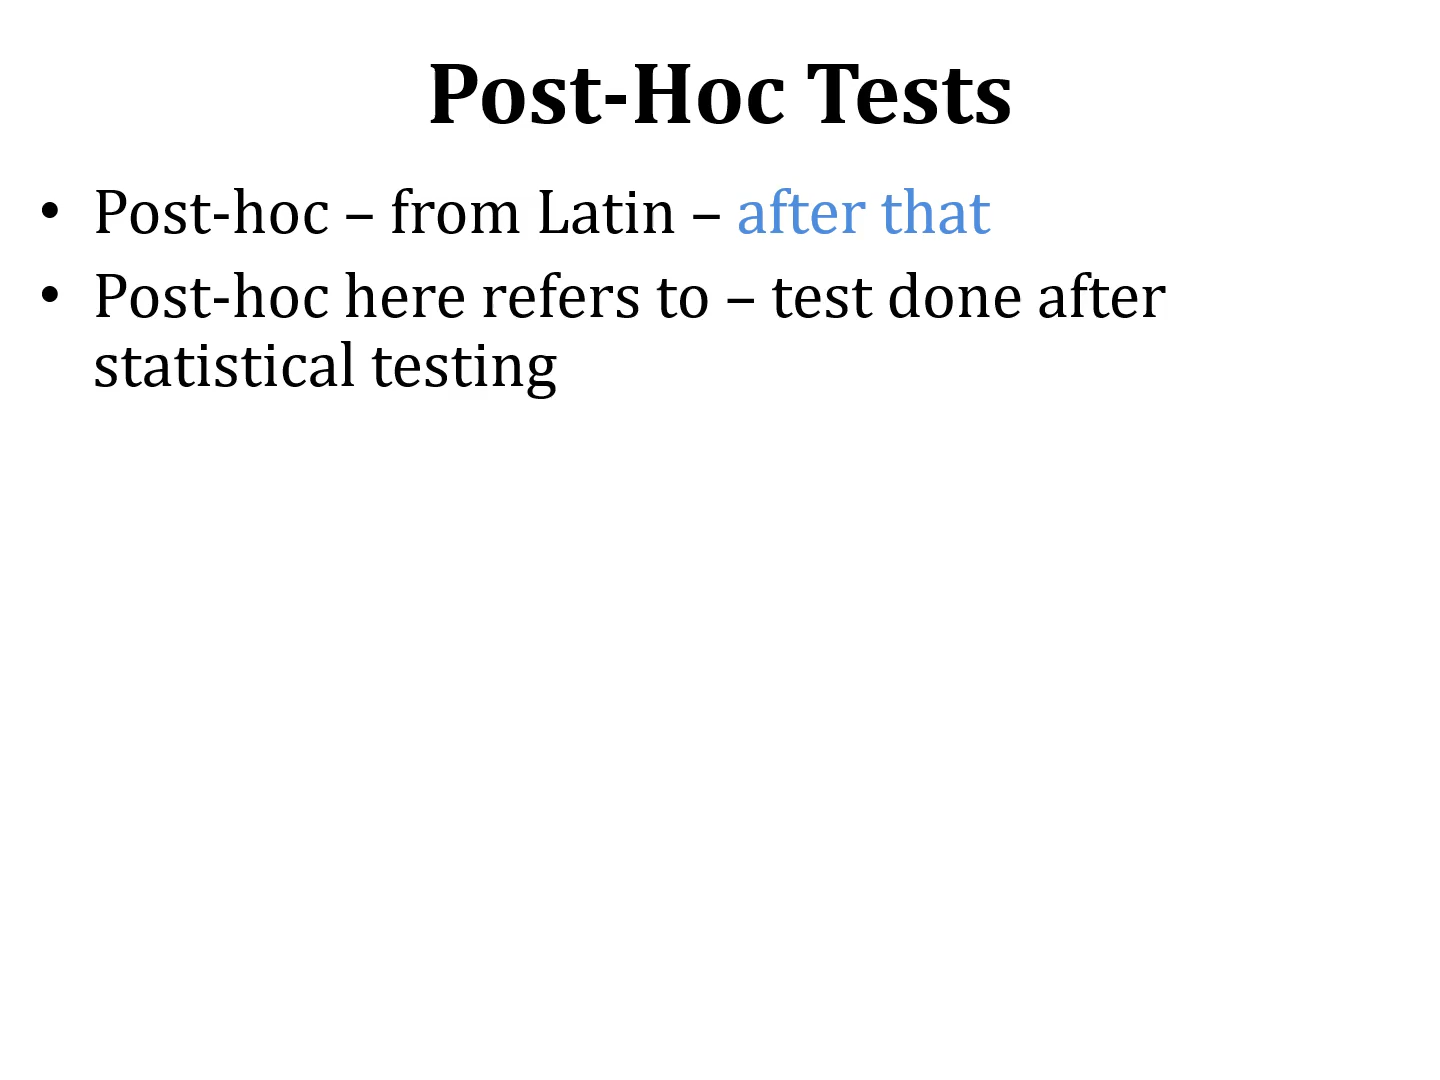 Post-Hoc Tests
• Post-hoc – from Latin – after that
• Post-hoc here refers to – test done after
statistical testing